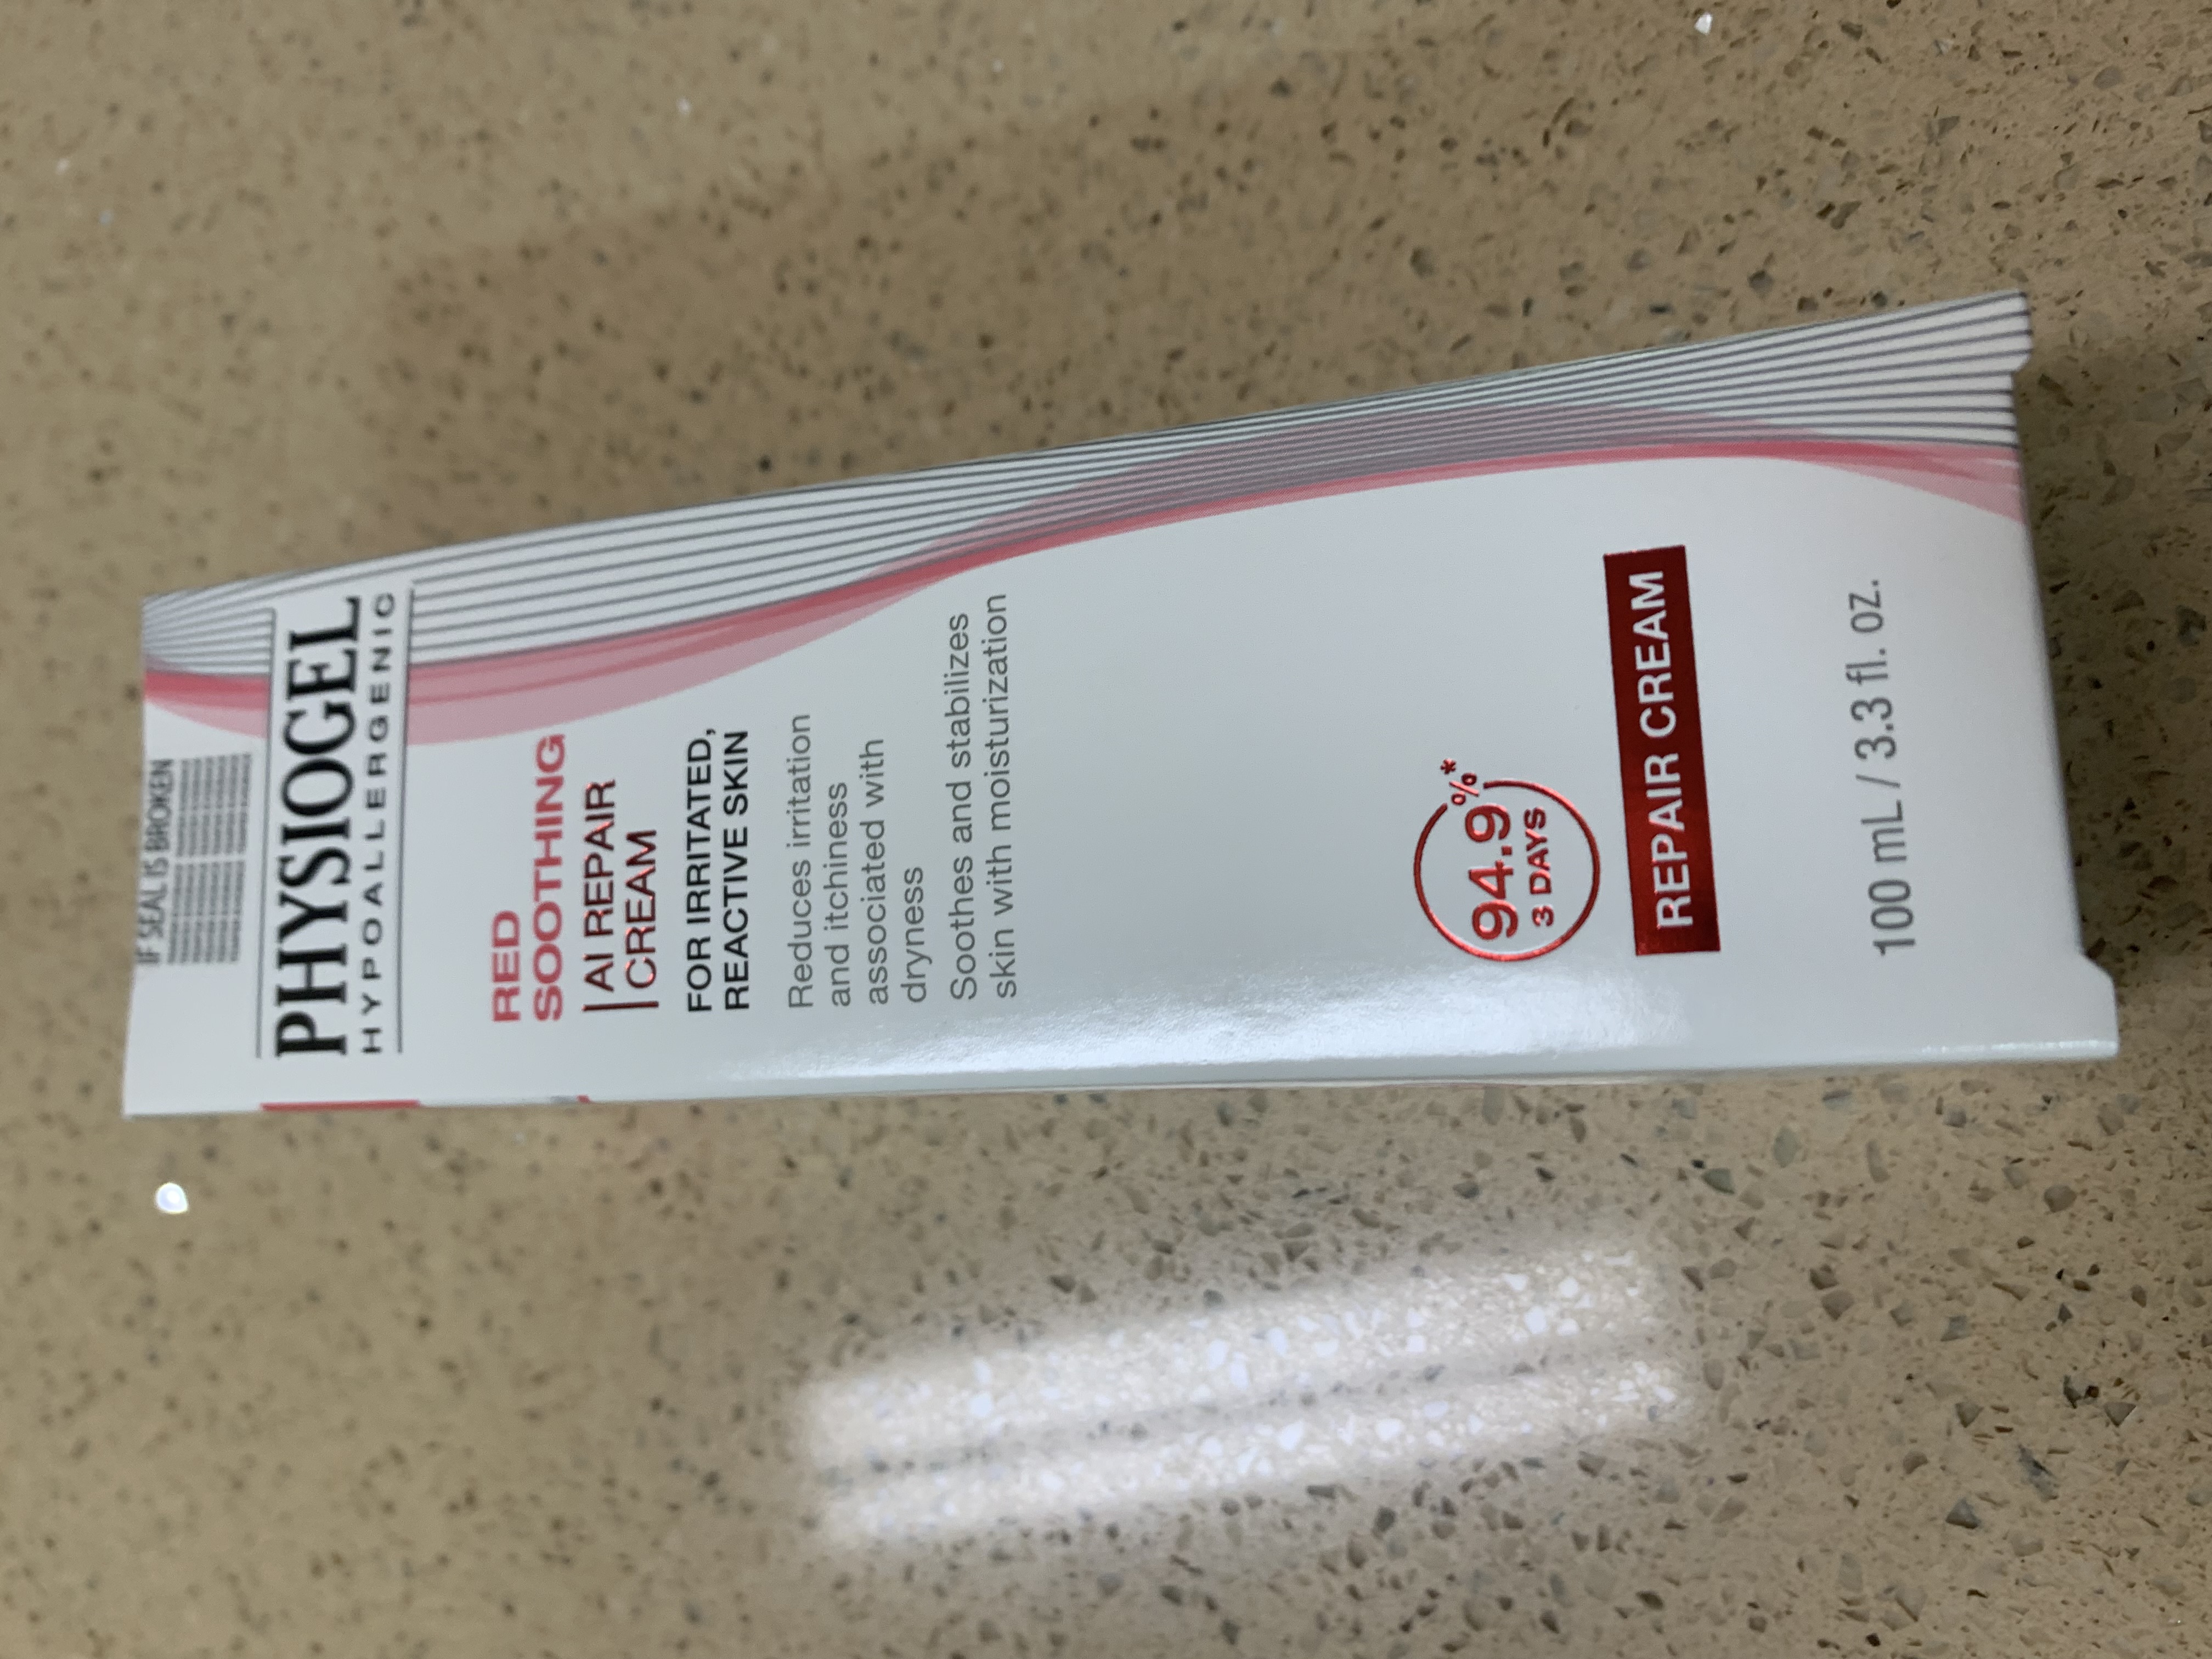 IF SEAL IS BROKEN
PHYSIOGEL
HYPOALLERGENIC
RED
SOOTHING
AI REPAIR
CREAM
FOR IRRITATED,
REACTIVE SKIN
Reduces irritation
and itchiness
associated with
dryness
Soothes and stabilizes
skin with moisturization
94.9%*
3 DAYS
REPAIR CREAM
100 mL / 3.3 fl. oz.